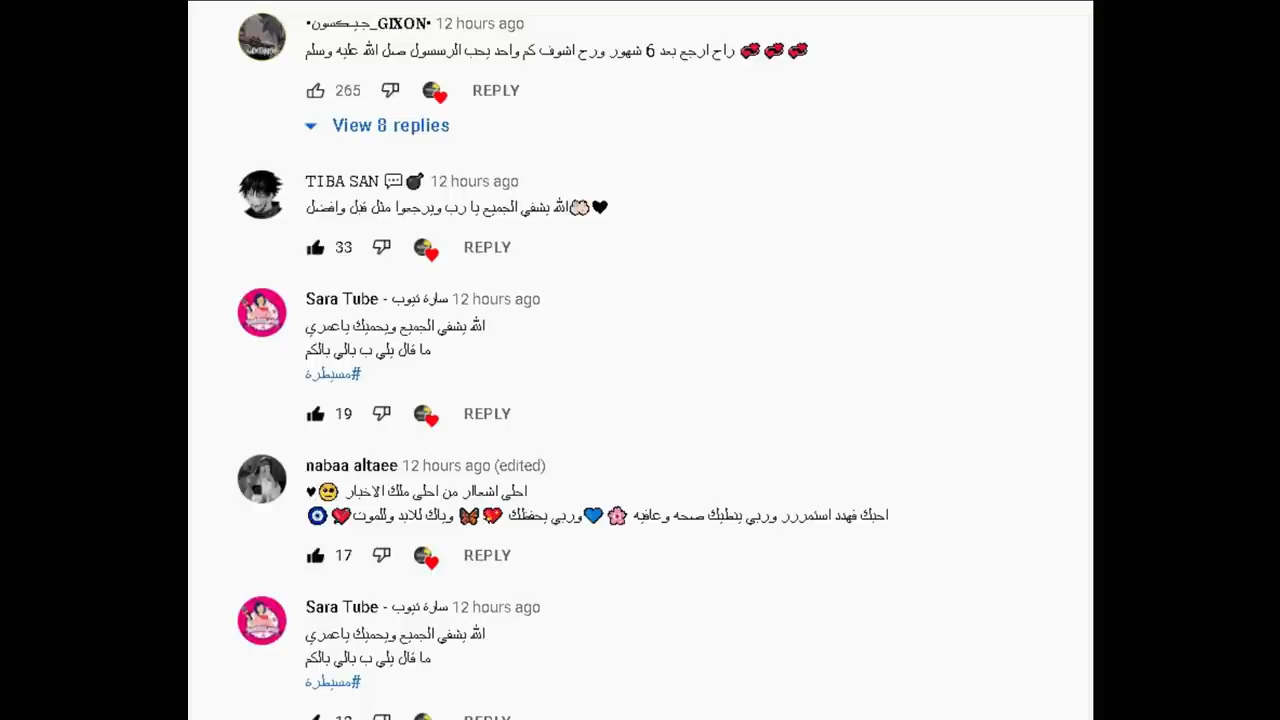 •جيكسون_GIXON• 12 hours ago
راح ارجع بعد 6 شهور ورح اشوف كم واحد يحب الرسسول صل الله عليه وسلم 💞 💞 💞
265 REPLY
View 8 replies
TIBA SAN 💬💣 12 hours ago
الله يشفي الجميع يا رب ويرجعوا مثل قبل وافضل 🖤
33 REPLY
Sara Tube - سارة تيوب 12 hours ago
الله يشفي الجميع ويحميك ياعمري
ما قال يلي ب بالي بالكم
#مسيطرة
19 REPLY
nabaa altaee 12 hours ago (edited)
احلى اشعاار من احلى ملك الاخبار 🥺♥
احبك فهدد استمررر وربي ينطيك صحه وعافيه 🌸💙وربي يحفظك 💖🦋 وياك للابد وللموت❤️🧿
17 REPLY
Sara Tube - سارة تيوب 12 hours ago
الله يشفي الجميع ويحميك ياعمري
ما قال يلي ب بالي بالكم
#مسيطرة
REPLY